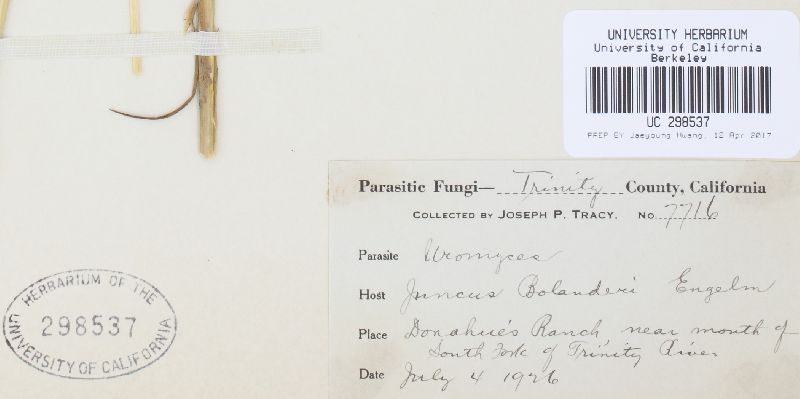 UNIVERSITY HERBARIUM
University of California
Berkeley
UC 298537
PREP BY Jaeyoung Hwang, 12 Apr 2017
Parasitic Fungi—Trinity County, California
COLLECTED BY JOSEPH P. TRACY. No. 7716
Parasite Uromyces
Host Juncus Bolanderi Engelm
Place Donahue's Ranch, near mouth of
South Fork of Trinity River
Date July 4 1926
HERBARIUM OF THE
298537
UNIVERSITY OF CALIFORNIA